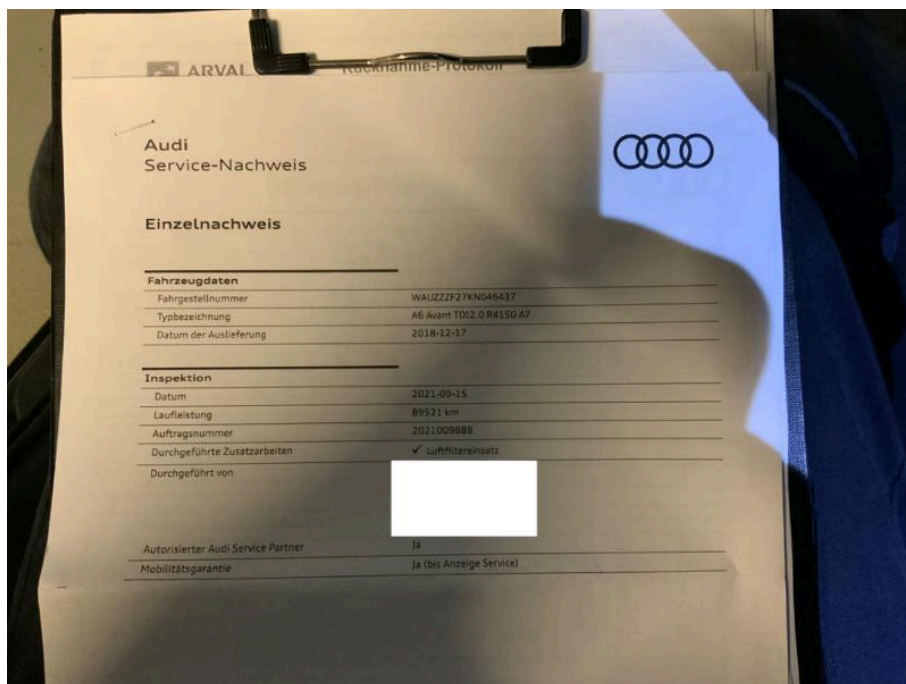 ARVAL Rücknahme-Protokoll
Audi
Service-Nachweis
Einzelnachweis
Fahrzeugdaten
Fahrgestellnummer WAUZZZF27KN046437
Typbezeichnung A6 Avant TDI2.0 R4150 A7
Datum der Auslieferung 2018-12-17
Inspektion
Datum 2021-09-15
Laufleistung 89521 km
Auftragsnummer 2021009888
Durchgeführte Zusatzarbeiten ✓ Luftfiltereinsatz
Durchgeführt von
Autorisierter Audi Service Partner Ja
Mobilitätsgarantie Ja (bis Anzeige Service)